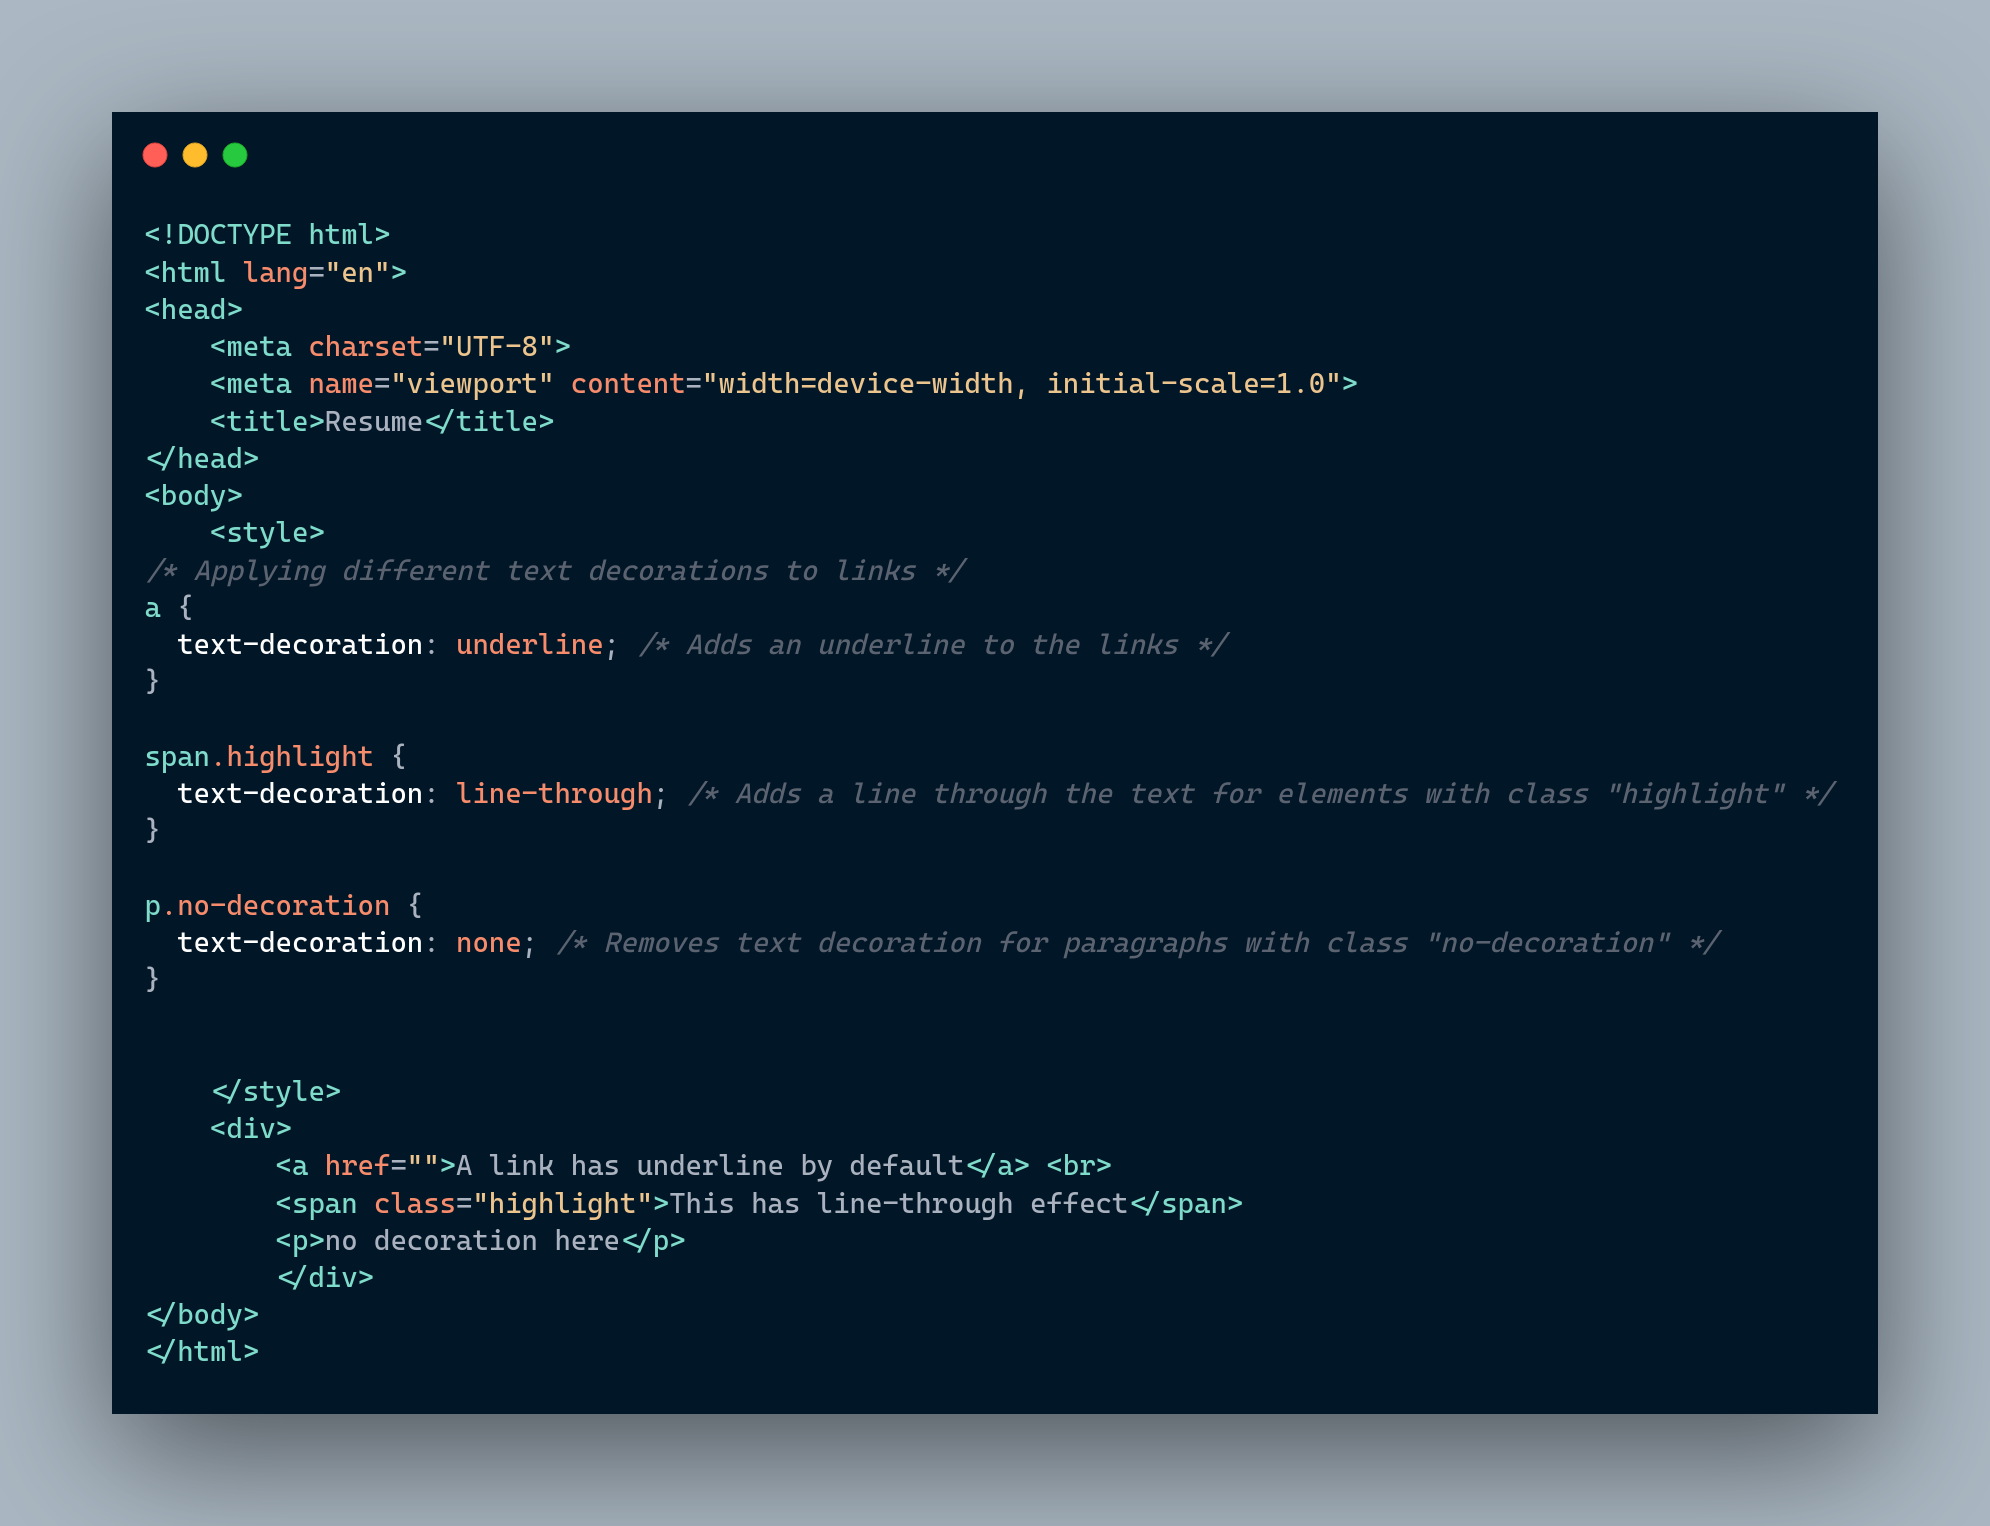 <!DOCTYPE html>
<html lang="en">
<head>
    <meta charset="UTF-8">
    <meta name="viewport" content="width=device-width, initial-scale=1.0">
    <title>Resume</title>
</head>
<body>
    <style>
/* Applying different text decorations to links */
a {
  text-decoration: underline; /* Adds an underline to the links */
}

span.highlight {
  text-decoration: line-through; /* Adds a line through the text for elements with class "highlight" */
}

p.no-decoration {
  text-decoration: none; /* Removes text decoration for paragraphs with class "no-decoration" */
}


    </style>
    <div>
        <a href="">A link has underline by default</a> <br>
        <span class="highlight">This has line-through effect</span>
        <p>no decoration here</p>
        </div>
</body>
</html>